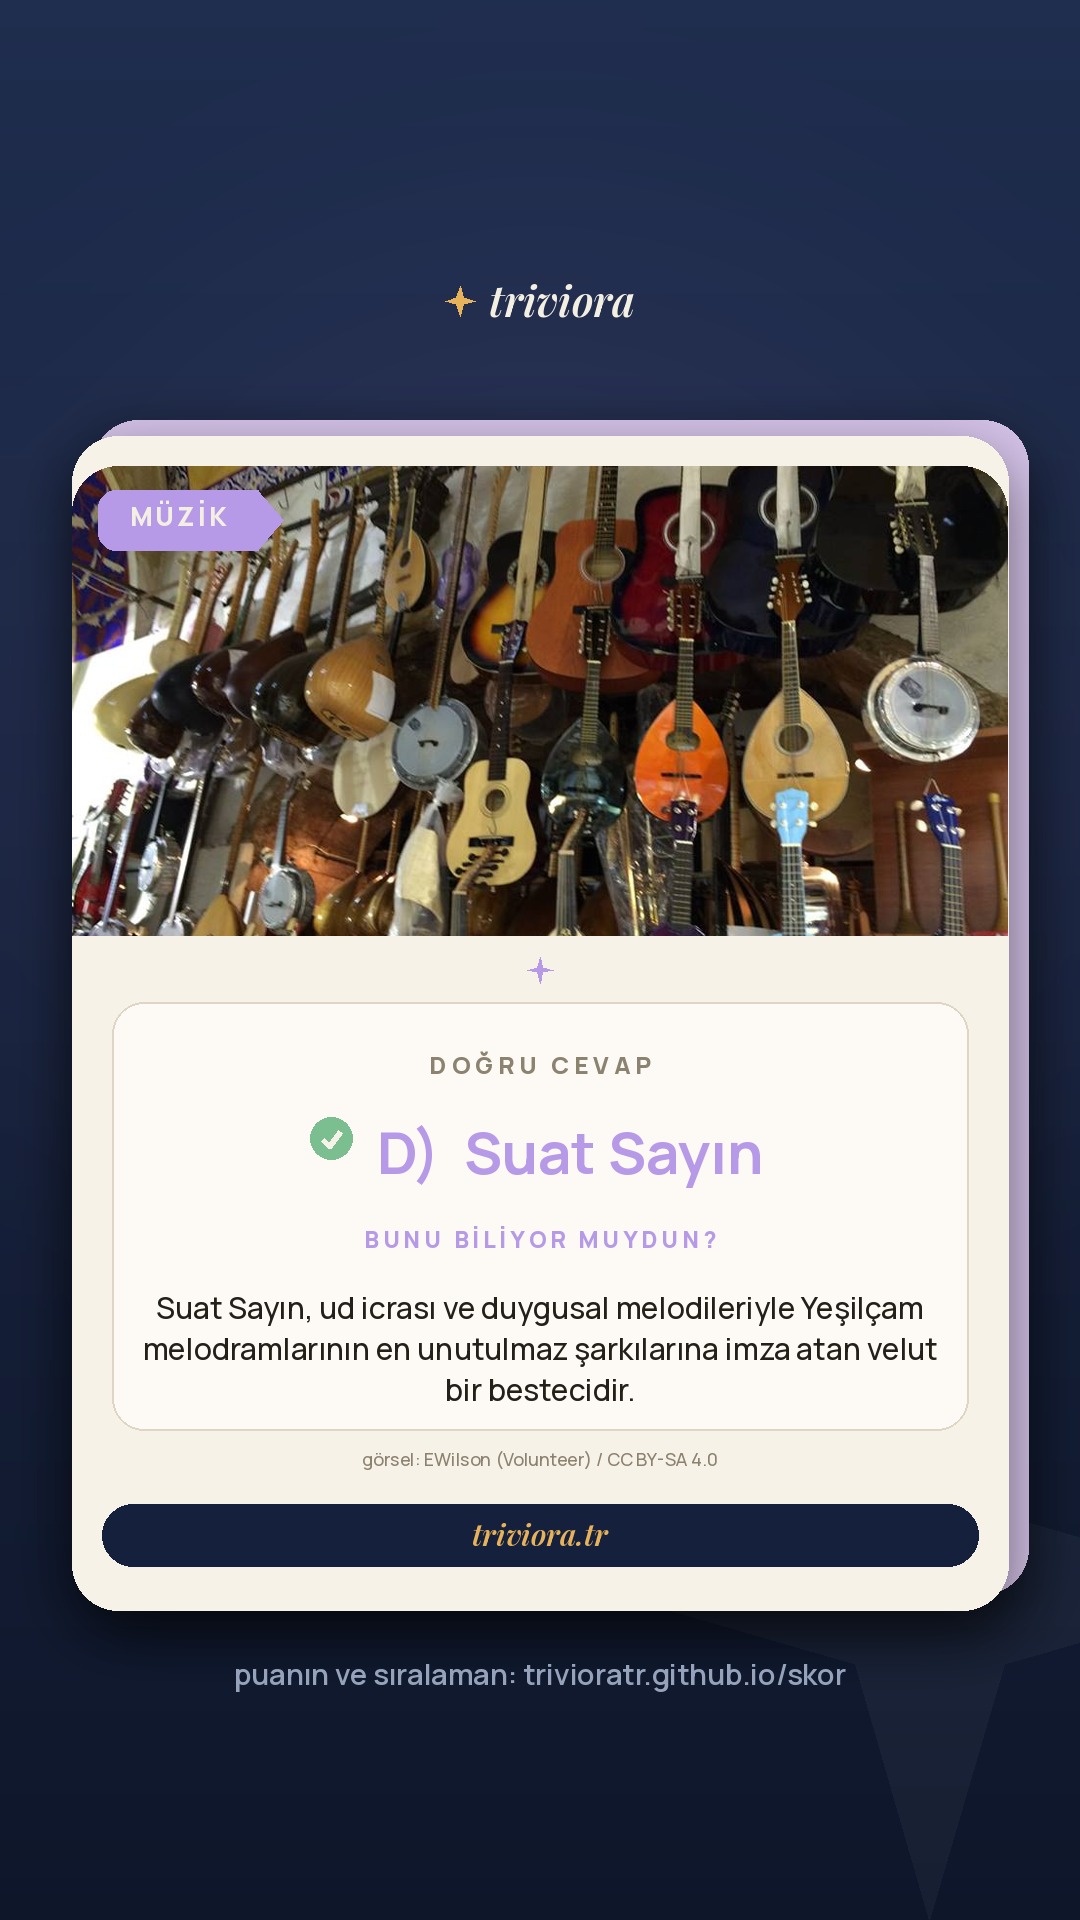 triviora
MÜZİK
DOĞRU CEVAP
D) Suat Sayın
BUNU BİLİYOR MUYDUN?
Suat Sayın, ud icrası ve duygusal melodileriyle Yeşilçam
melodramlarının en unutulmaz şarkılarına imza atan velut
bir bestecidir.
görsel: EWilson (Volunteer) / CC BY-SA 4.0
triviora.tr
puanın ve sıralaman: trivioratr.github.io/skor